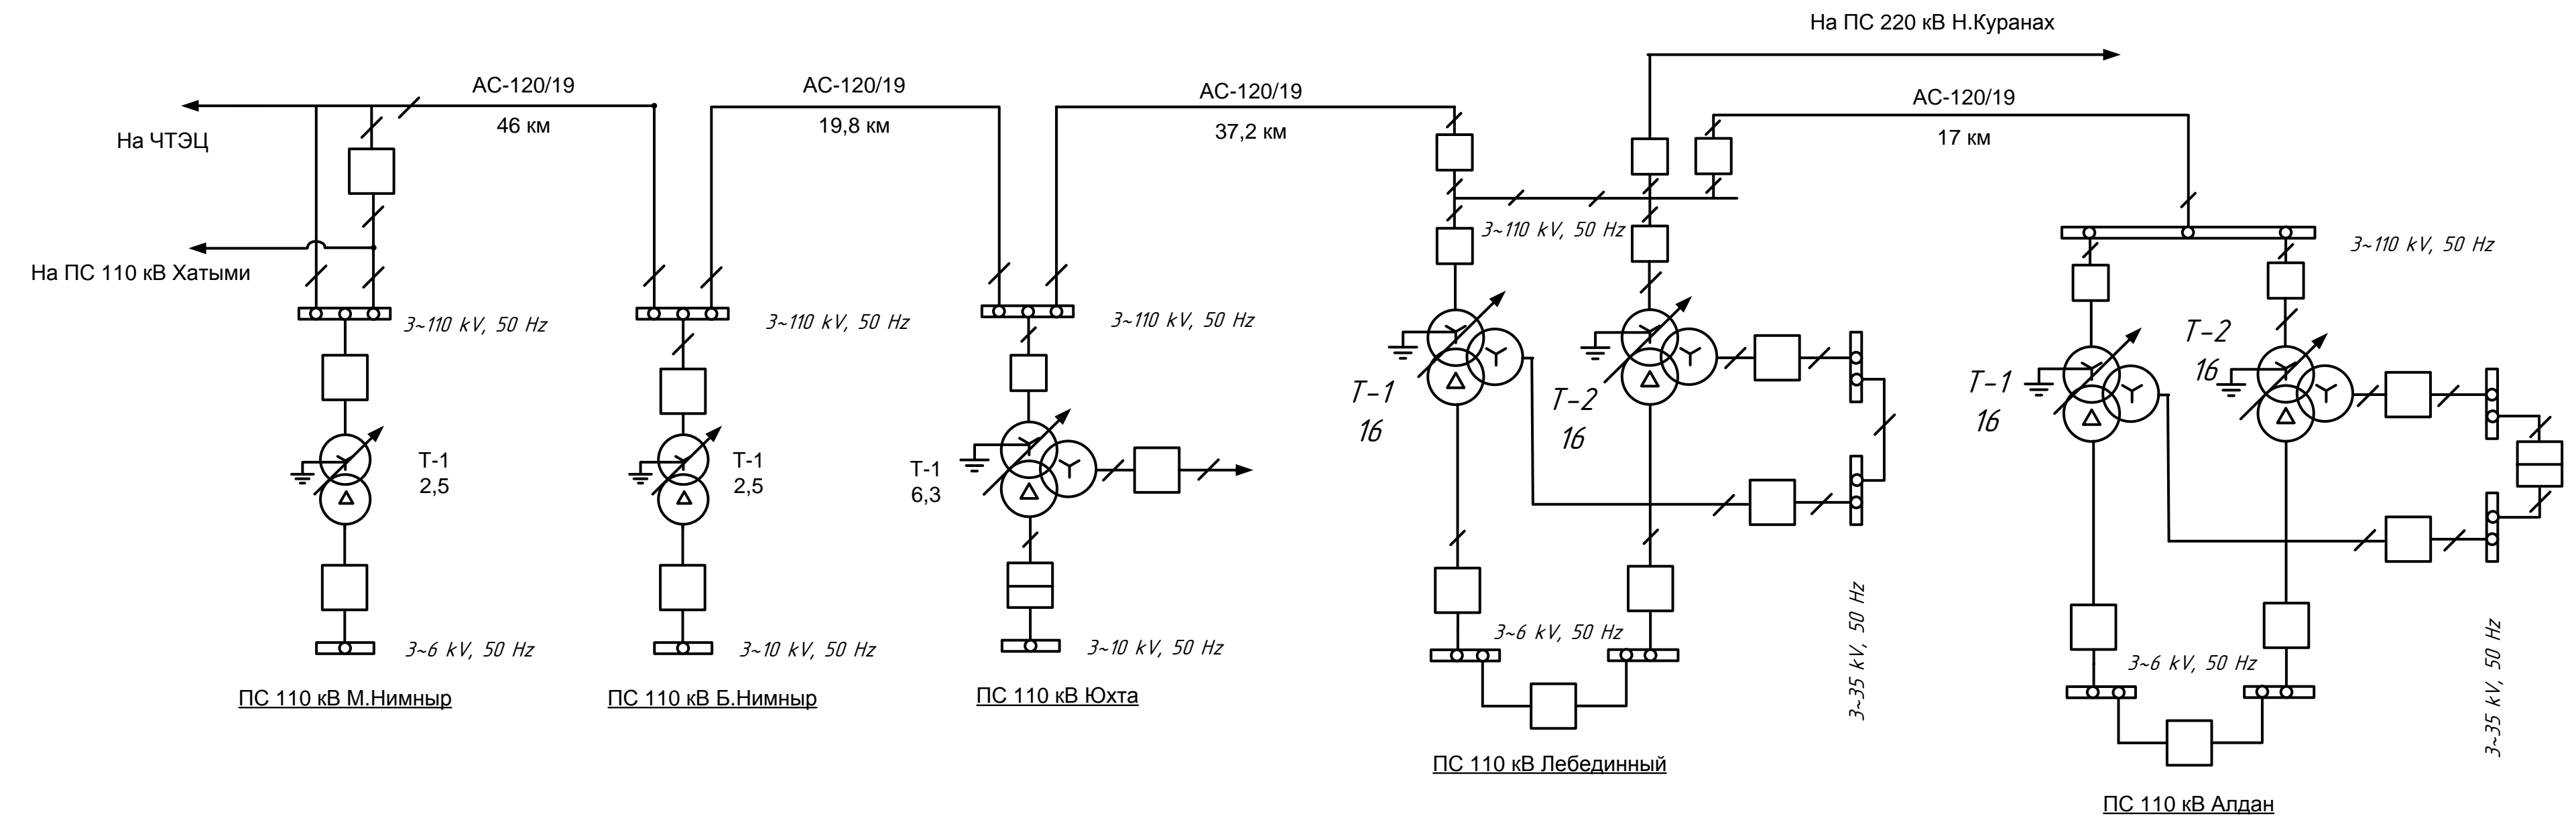 На ПС 220 кВ Н.Куранах
АС-120/19
46 км
АС-120/19
19,8 км
АС-120/19
37,2 км
АС-120/19
17 км
На ЧТЭЦ
На ПС 110 кВ Хатыми
3~110 kV, 50 Hz
3~110 kV, 50 Hz
3~110 kV, 50 Hz
3~110 kV, 50 Hz
3~110 kV, 50 Hz
Т-1
2,5
Т-1
2,5
Т-1
6,3
Т-1
16
Т-2
16
Т-1
16
Т-2
16
3~6 kV, 50 Hz
3~10 kV, 50 Hz
3~10 kV, 50 Hz
3~6 kV, 50 Hz
3~35 kV, 50 Hz
3~6 kV, 50 Hz
3~35 kV, 50 Hz
ПС 110 кВ М.Нимныр
ПС 110 кВ Б.Нимныр
ПС 110 кВ Юхта
ПС 110 кВ Лебединный
ПС 110 кВ Алдан